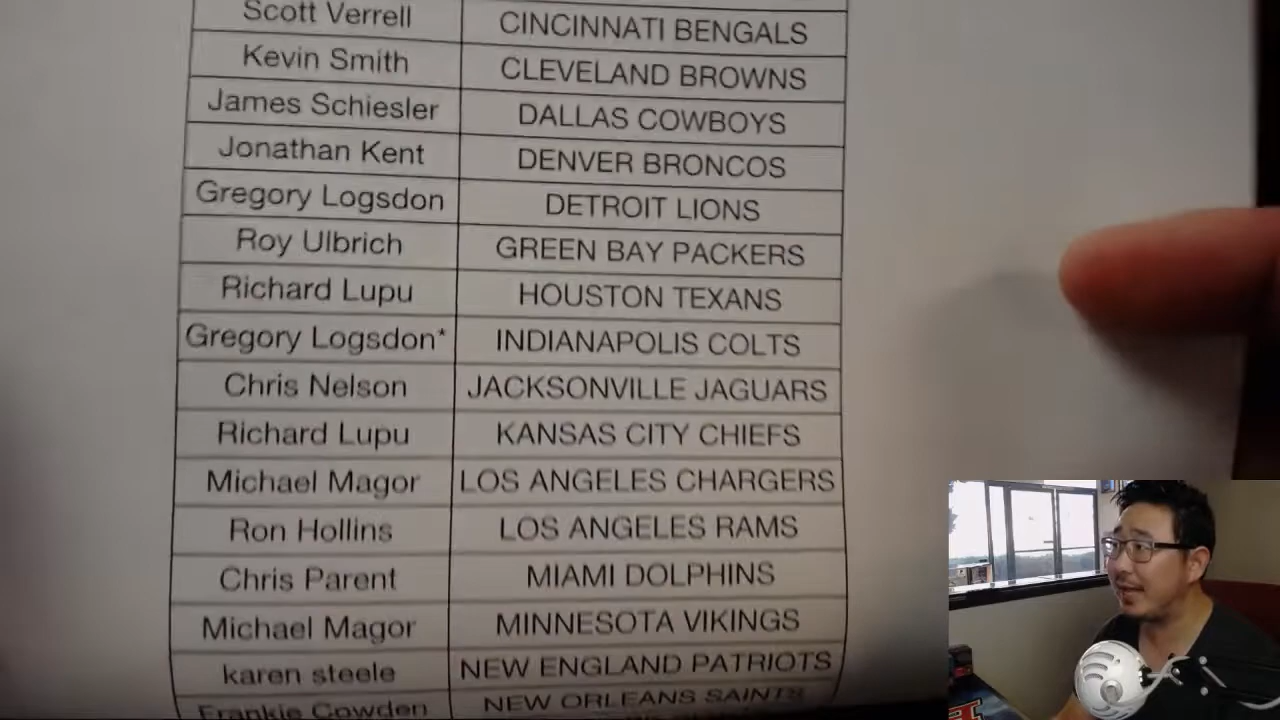 Scott Verrell CINCINNATI BENGALS
Kevin Smith CLEVELAND BROWNS
James Schiesler DALLAS COWBOYS
Jonathan Kent DENVER BRONCOS
Gregory Logsdon DETROIT LIONS
Roy Ulbrich GREEN BAY PACKERS
Richard Lupu HOUSTON TEXANS
Gregory Logsdon* INDIANAPOLIS COLTS
Chris Nelson JACKSONVILLE JAGUARS
Richard Lupu KANSAS CITY CHIEFS
Michael Magor LOS ANGELES CHARGERS
Ron Hollins LOS ANGELES RAMS
Chris Parent MIAMI DOLPHINS
Michael Magor MINNESOTA VIKINGS
karen steele NEW ENGLAND PATRIOTS
Frankie Cowden NEW ORLEANS SAINTS